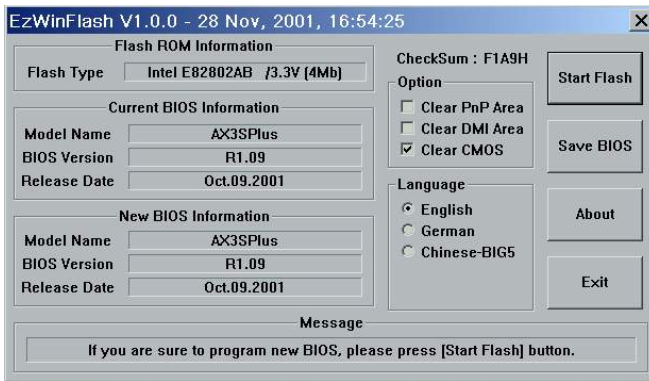 EzWinFlash V1.0.0 - 28 Nov, 2001, 16:54:25
Flash ROM Information
Flash Type Intel E82802AB /3.3V (4Mb)
Current BIOS Information
Model Name AX3SPlus
BIOS Version R1.09
Release Date Oct.09.2001
New BIOS Information
Model Name AX3SPlus
BIOS Version R1.09
Release Date Oct.09.2001
CheckSum : F1A9H
Option
Clear PnP Area
Clear DMI Area
Clear CMOS
Language
English
German
Chinese-BIG5
Start Flash
Save BIOS
About
Exit
Message
If you are sure to program new BIOS, please press [Start Flash] button.